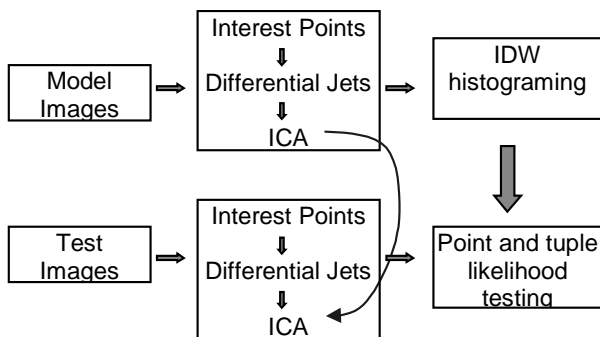 Model
Images
Interest Points
Differential Jets
ICA
IDW
histograming
Test
Images
Interest Points
Differential Jets
ICA
Point and tuple
likelihood
testing